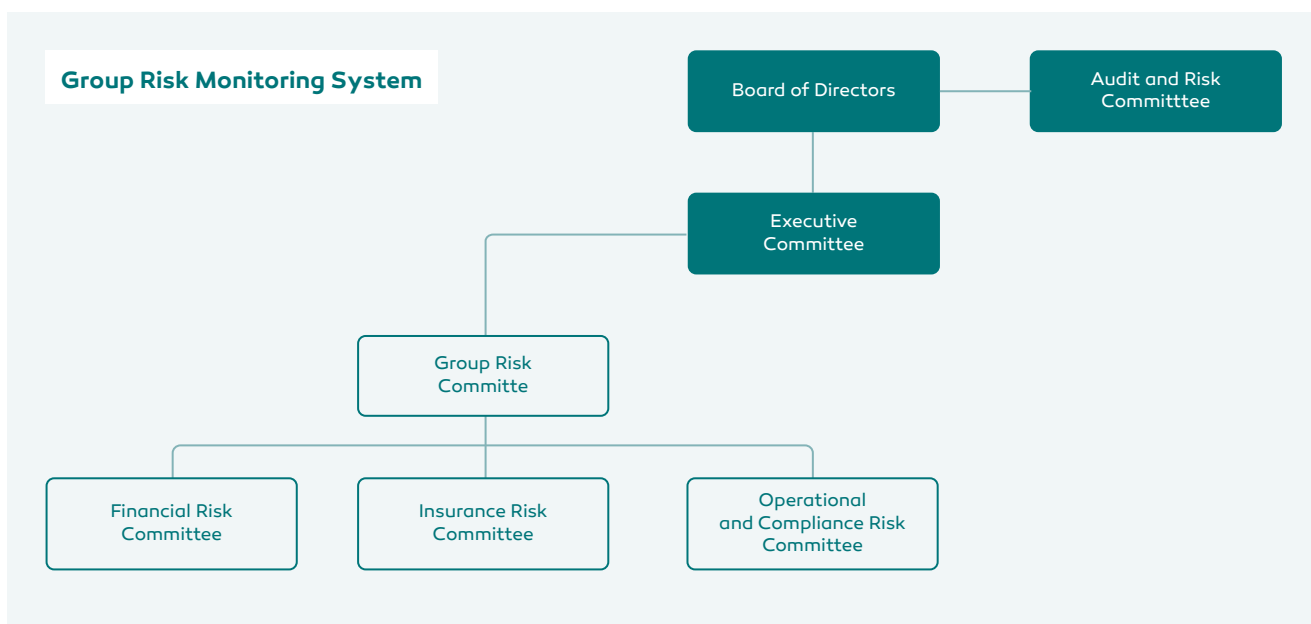 Group Risk Monitoring System
Board of Directors
Audit and Risk
Committtee
Executive
Committee
Group Risk
Committe
Financial Risk
Committee
Insurance Risk
Committee
Operational
and Compliance Risk
Committee